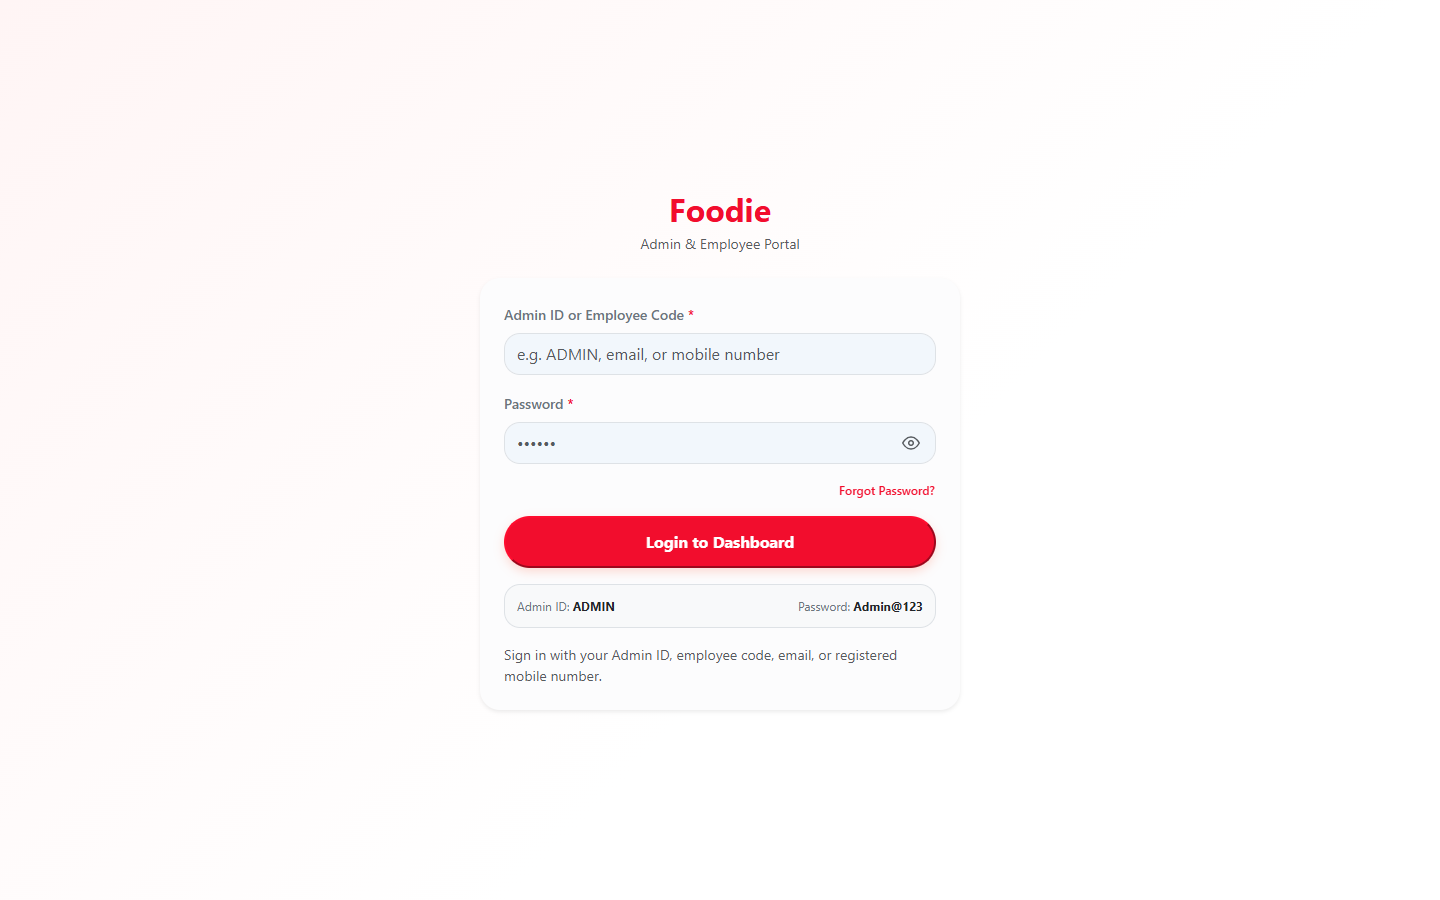 Foodie
Admin & Employee Portal
Admin ID or Employee Code *
e.g. ADMIN, email, or mobile number
Password *
••••••
Forgot Password?
Login to Dashboard
Admin ID: ADMIN Password: Admin@123
Sign in with your Admin ID, employee code, email, or registered
mobile number.